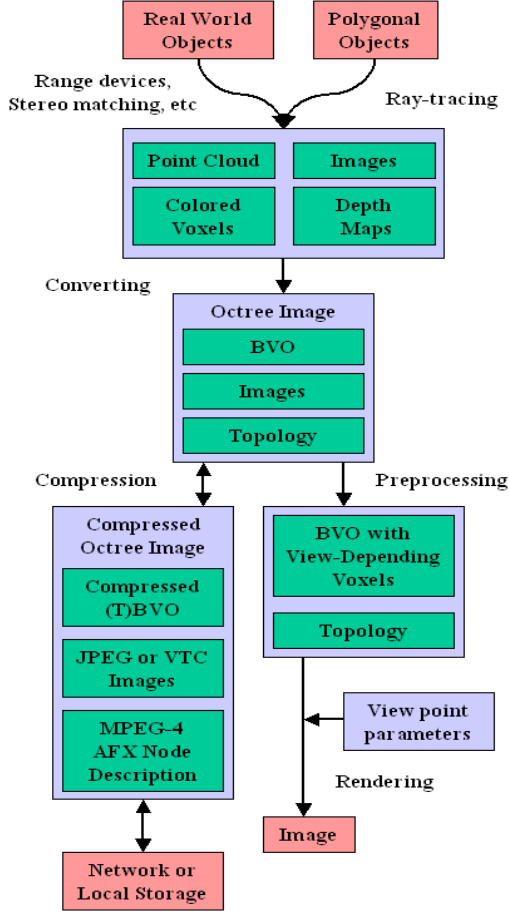 Real World
Objects
Polygonal
Objects
Range devices,
Stereo matching, etc
Ray-tracing
Point Cloud
Images
Colored
Voxels
Depth
Maps
Converting
Octree Image
BVO
Images
Topology
Compression
Preprocessing
Compressed
Octree Image
Compressed
(T)BVO
JPEG or VTC
Images
MPEG-4
AFX Node
Description
BVO with
View-Depending
Voxels
Topology
View point
parameters
Rendering
Image
Network or
Local Storage